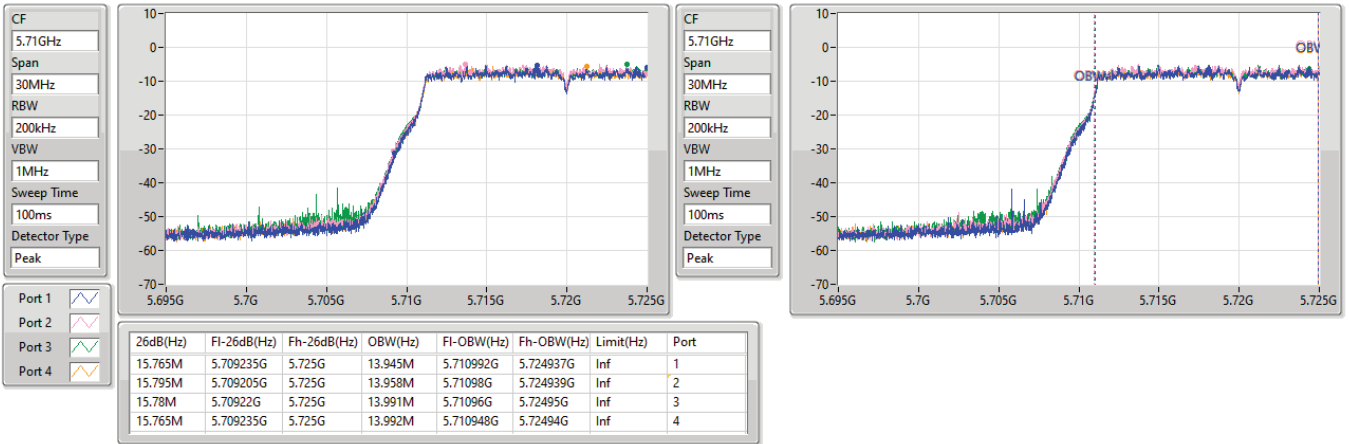 CF
5.71GHz
Span
30MHz
RBW
200kHz
VBW
1MHz
Sweep Time
100ms
Detector Type
Peak
Port 1
Port 2
Port 3
Port 4
10-
0-
-10-
-20-
-30-
-40-
-50-
-60-
-70-
5.695G 5.7G 5.705G 5.71G 5.715G 5.72G 5.725G
CF
5.71GHz
Span
30MHz
RBW
200kHz
VBW
1MHz
Sweep Time
100ms
Detector Type
Peak
10-
0-
-10-
-20-
-30-
-40-
-50-
-60-
-70-
OBW
5.695G 5.7G 5.705G 5.71G 5.715G 5.72G 5.725G
26dB(Hz) Fl-26dB(Hz) Fh-26dB(Hz) OBW(Hz) Fl-OBW(Hz) Fh-OBW(Hz) Limit(Hz) Port
15.765M 5.709235G 5.725G 13.945M 5.710992G 5.724937G Inf 1
15.795M 5.709205G 5.725G 13.958M 5.71098G 5.724939G Inf 2
15.78M 5.70922G 5.725G 13.991M 5.71096G 5.72495G Inf 3
15.765M 5.709235G 5.725G 13.992M 5.710948G 5.72494G Inf 4